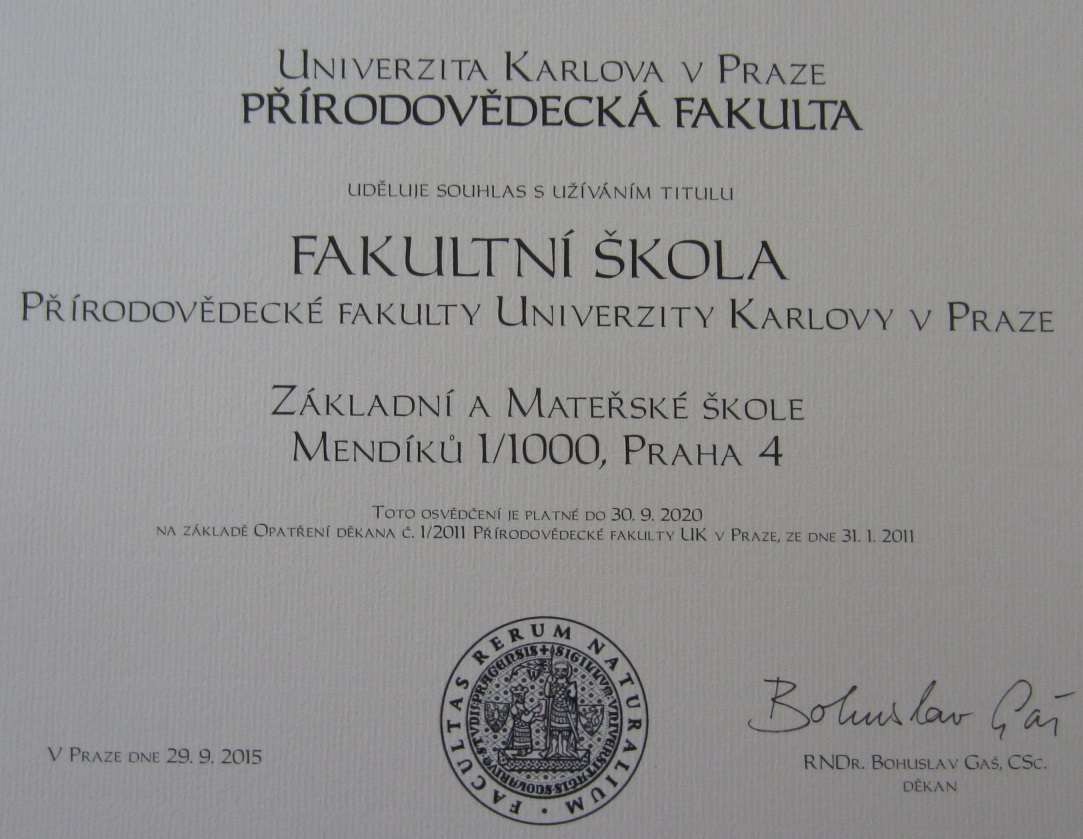 Univerzita Karlova v Praze
PŘÍRODOVĚDECKÁ FAKULTA
UDĚLUJE SOUHLAS S UŽÍVÁNÍM TITULU
FAKULTNÍ ŠKOLA
Přírodovědecké fakulty Univerzity Karlovy v Praze
Základní a Mateřské škole
Mendíků 1/1000, Praha 4
Toto osvědčení je platné do 30. 9. 2020
na základě Opatření děkana č. 1/2011 Přírodovědecké fakulty UK v Praze, ze dne 31. 1. 2011
FACULTAS RERUM NATURALIUM
SIGILLVM
Bohuslav Gaš
V Praze dne 29. 9. 2015
RNDr. Bohuslav Gaš, CSc.
děkan